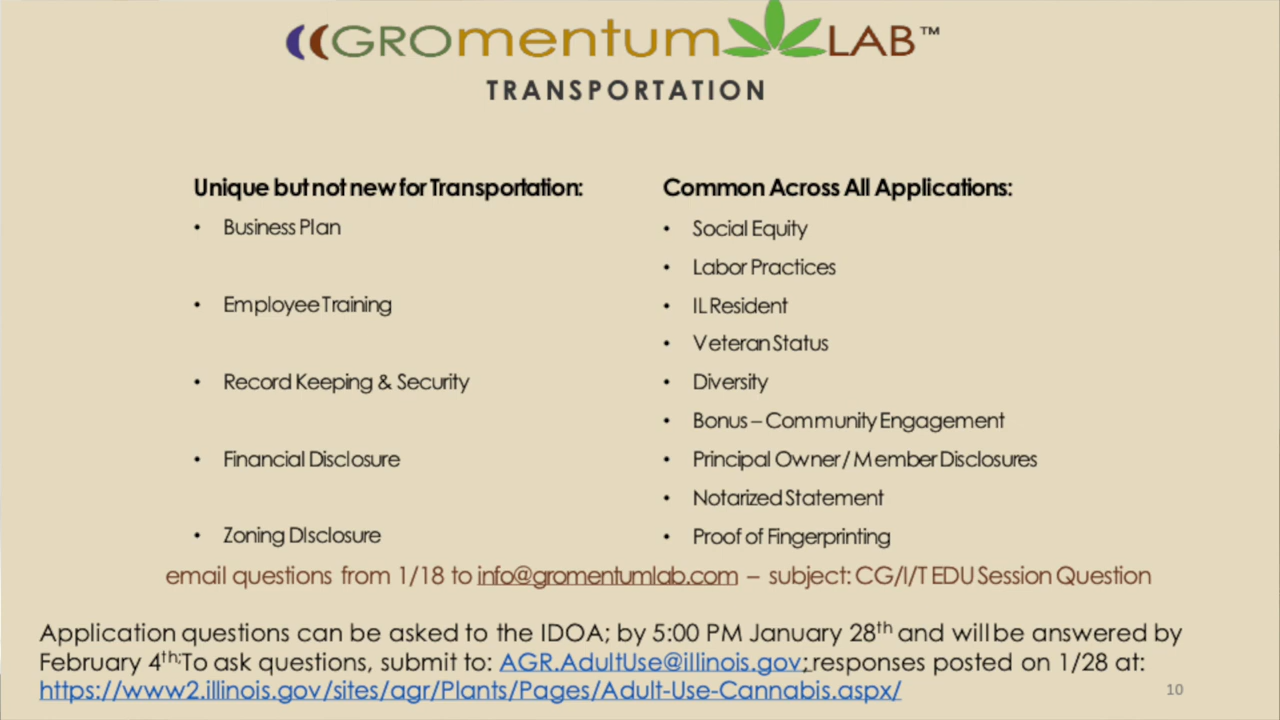 ((GROmentum LAB™
TRANSPORTATION
Unique but not new for Transportation:
• Business Plan
• Employee Training
• Record Keeping & Security
• Financial Disclosure
• Zoning DIsclosure
Common Across All Applications:
• Social Equity
• Labor Practices
• IL Resident
• Veteran Status
• Diversity
• Bonus – Community Engagement
• Principal Owner / Member Disclosures
• Notarized Statement
• Proof of Fingerprinting
email questions from 1/18 to info@gromentumlab.com – subject: CG/I/T EDU Session Question
Application questions can be asked to the IDOA; by 5:00 PM January 28th and will be answered by
February 4th;To ask questions, submit to: AGR.AdultUse@illinois.gov; responses posted on 1/28 at:
https://www2.illinois.gov/sites/agr/Plants/Pages/Adult-Use-Cannabis.aspx/
10